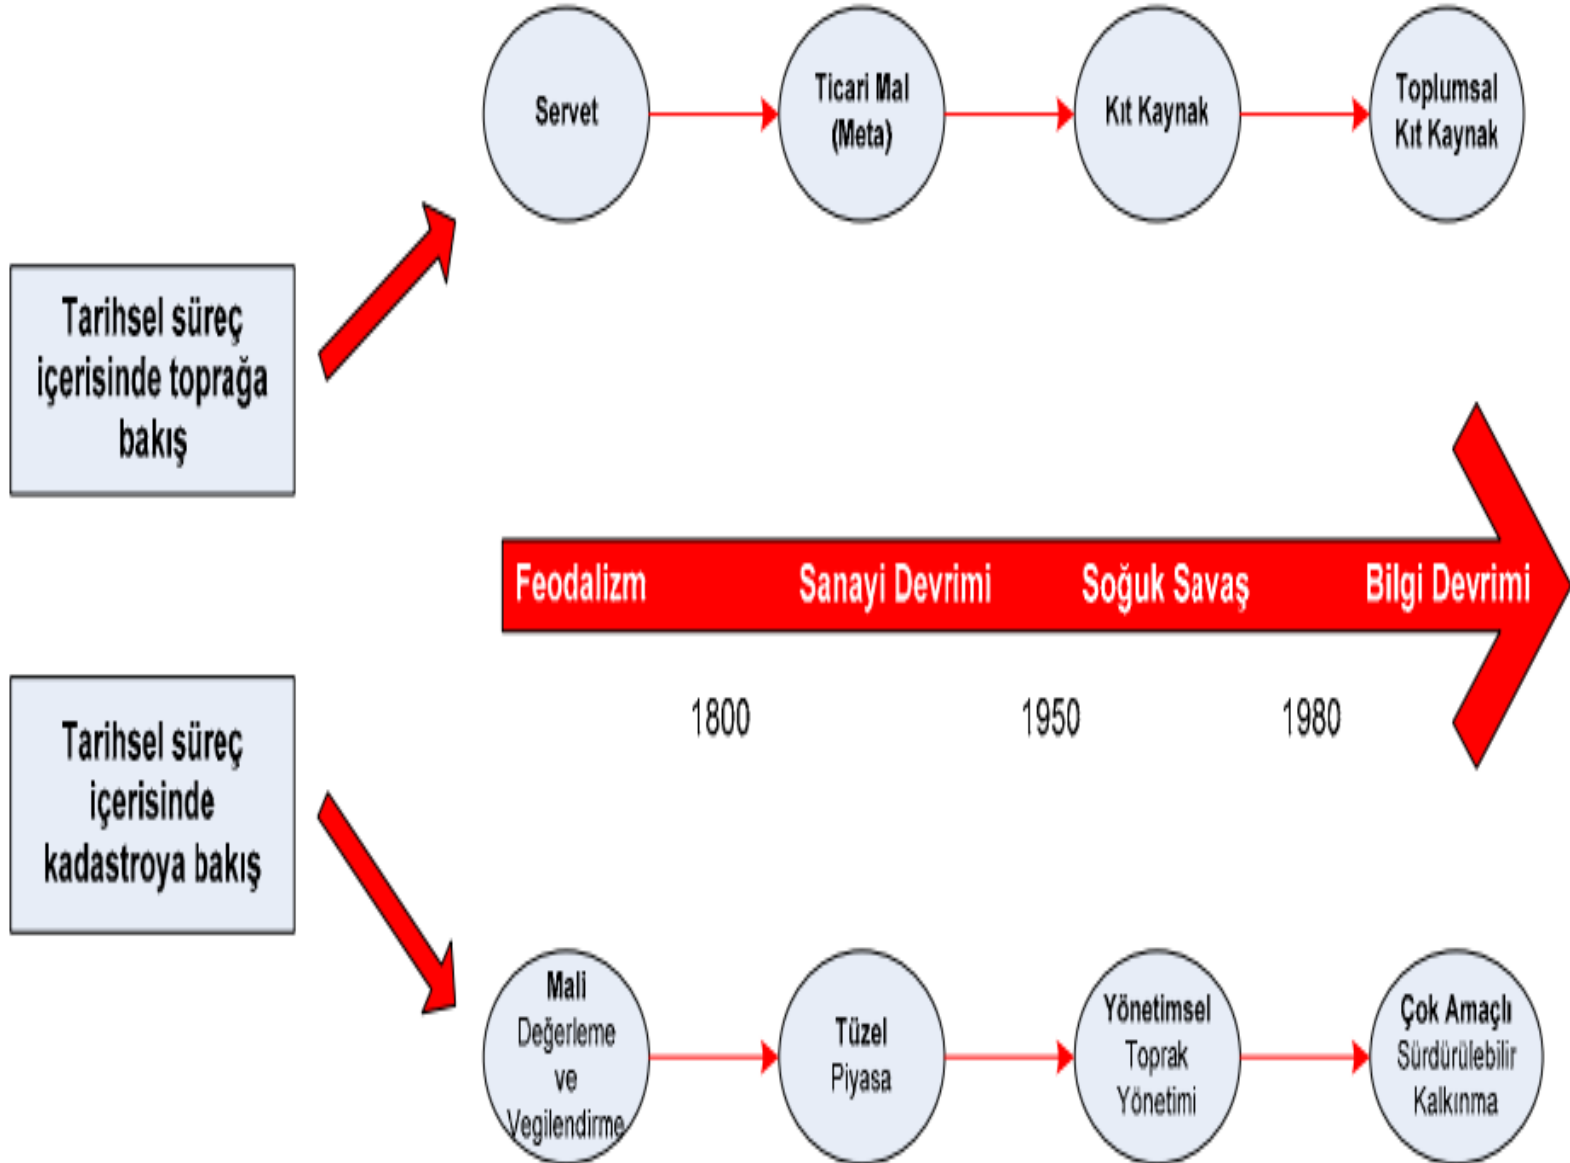 Servet
Ticari Mal
(Meta)
Kıt Kaynak
Toplumsal
Kıt Kaynak
Tarihsel süreç
içerisinde toprağa
bakış
Feodalizm
Sanayi Devrimi
Soğuk Savaş
Bilgi Devrimi
1800
1950
1980
Tarihsel süreç
içerisinde
kadastroya bakış
Mali
Değerleme
ve
Vegilendirme
Tüzel
Piyasa
Yönetimsel
Toprak
Yönetimi
Çok Amaçlı
Sürdürülebilir
Kalkınma